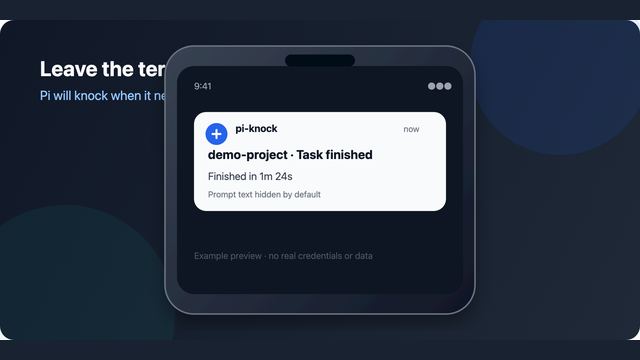 Leave the ter
Pi will knock when it ne
9:41
pi-knock
now
demo-project · Task finished
Finished in 1m 24s
Prompt text hidden by default
Example preview · no real credentials or data